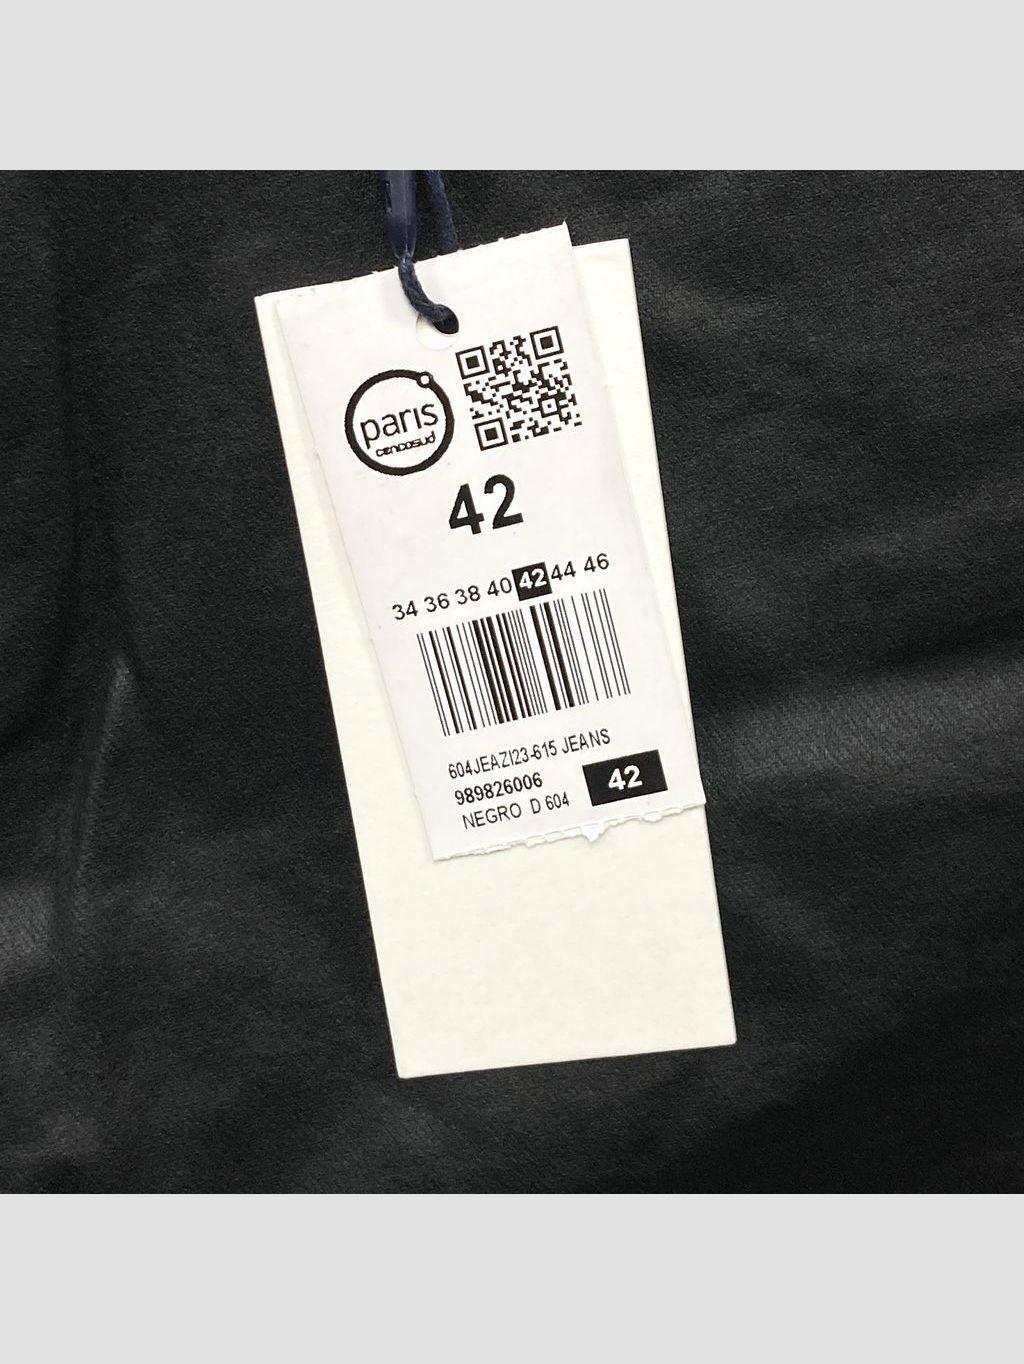 paris
cencosud
42
34 36 38 40 42 44 46
604JEAZI23-615 JEANS
989826006
NEGRO D 604
42